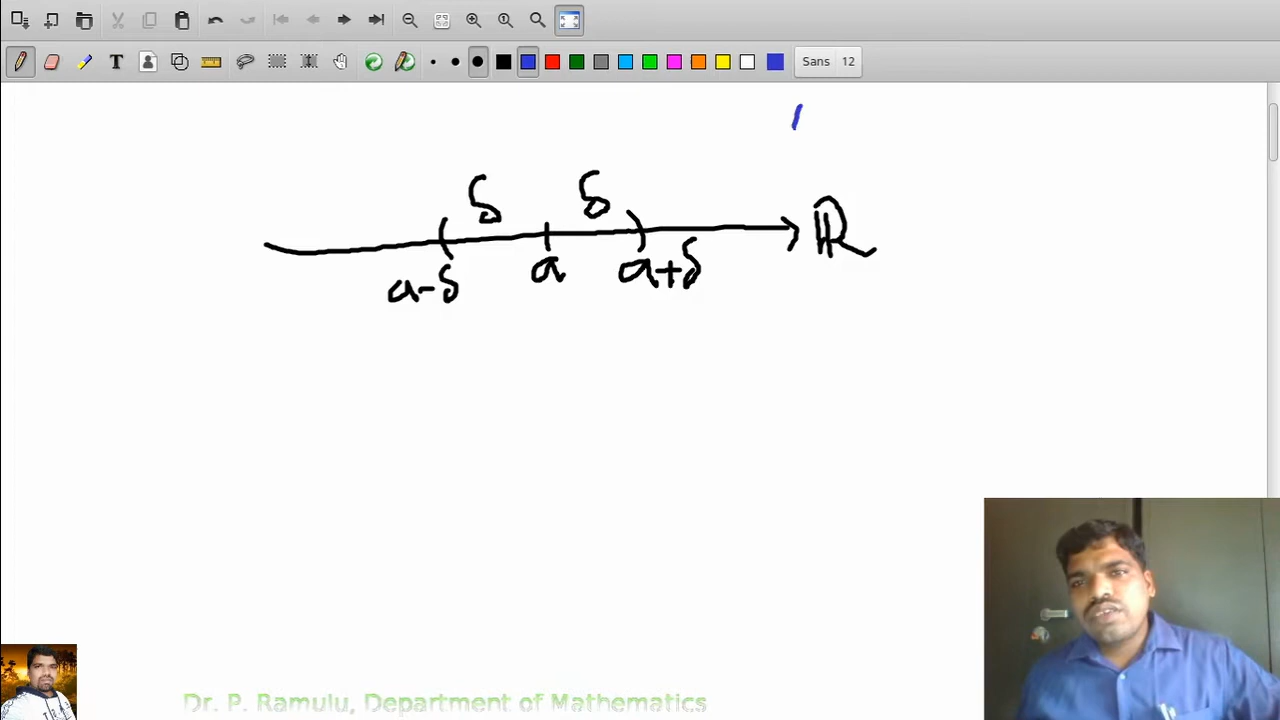 Sans 12
δ δ ℝ
a-δ a a+δ
Dr. P. Ramulu, Department of Mathematics